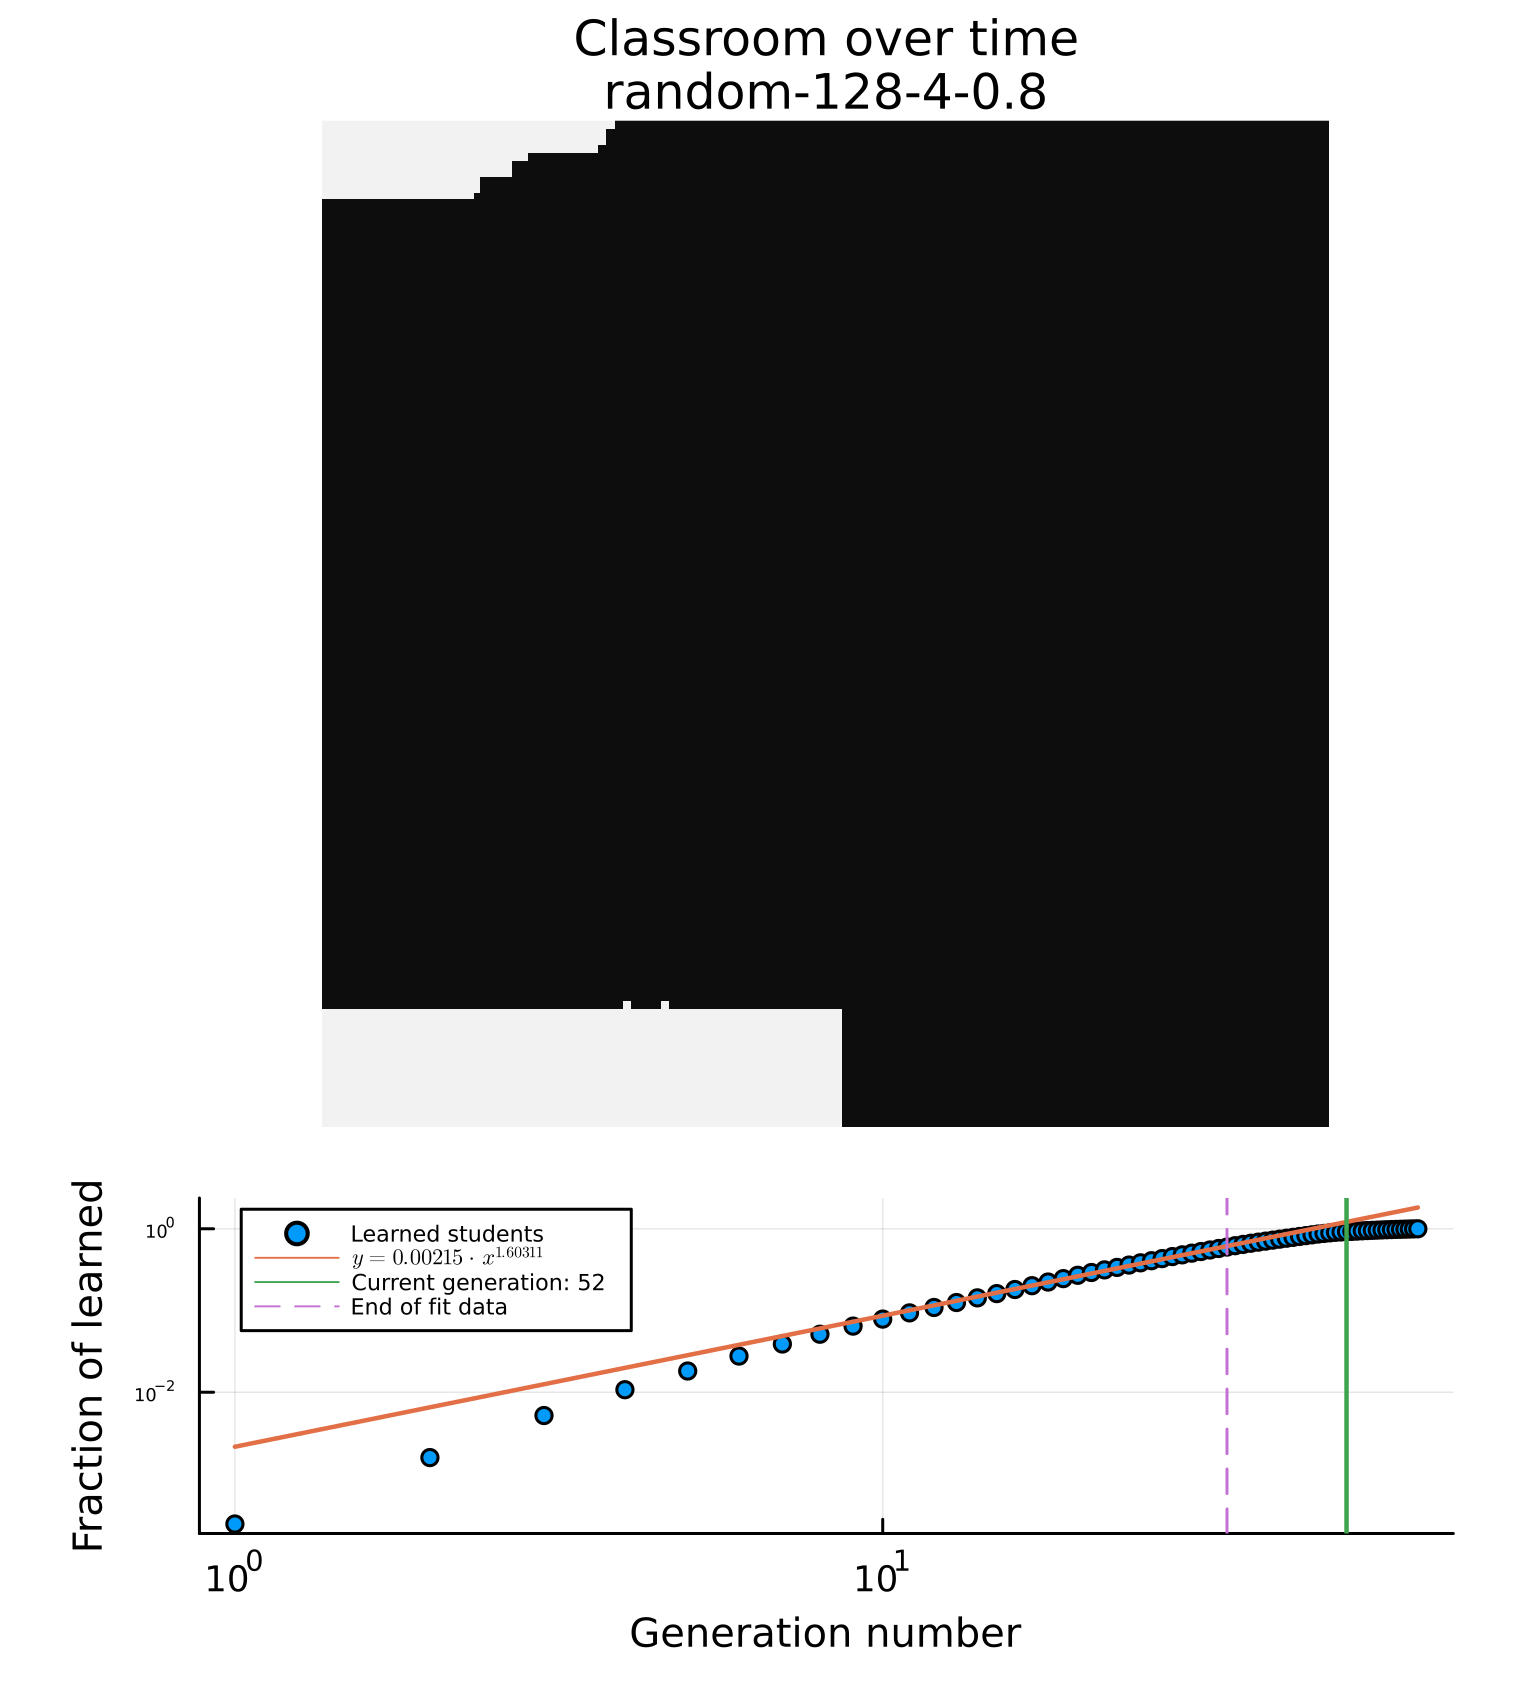 Classroom over time
random-128-4-0.8
Fraction of learned
10^0
10^−2
Learned students
y = 0.00215 · x^1.60311
Current generation: 52
End of fit data
10^0
10^1
Generation number